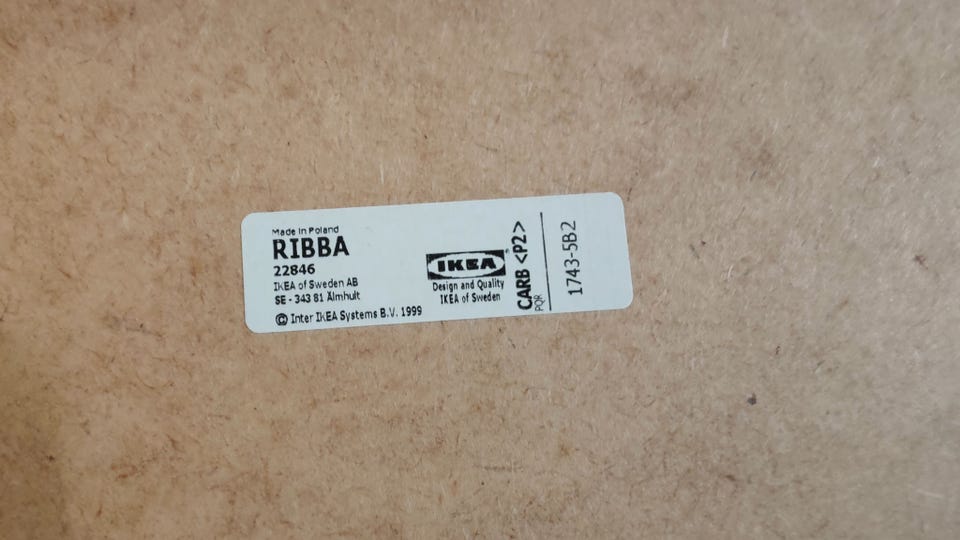 Made in Poland
RIBBA
22846
IKEA of Sweden AB
SE - 343 81 Älmhult
© Inter IKEA Systems B.V. 1999
IKEA®
Design and Quality
IKEA of Sweden
CARB <P2>
PQR
1743-5B2